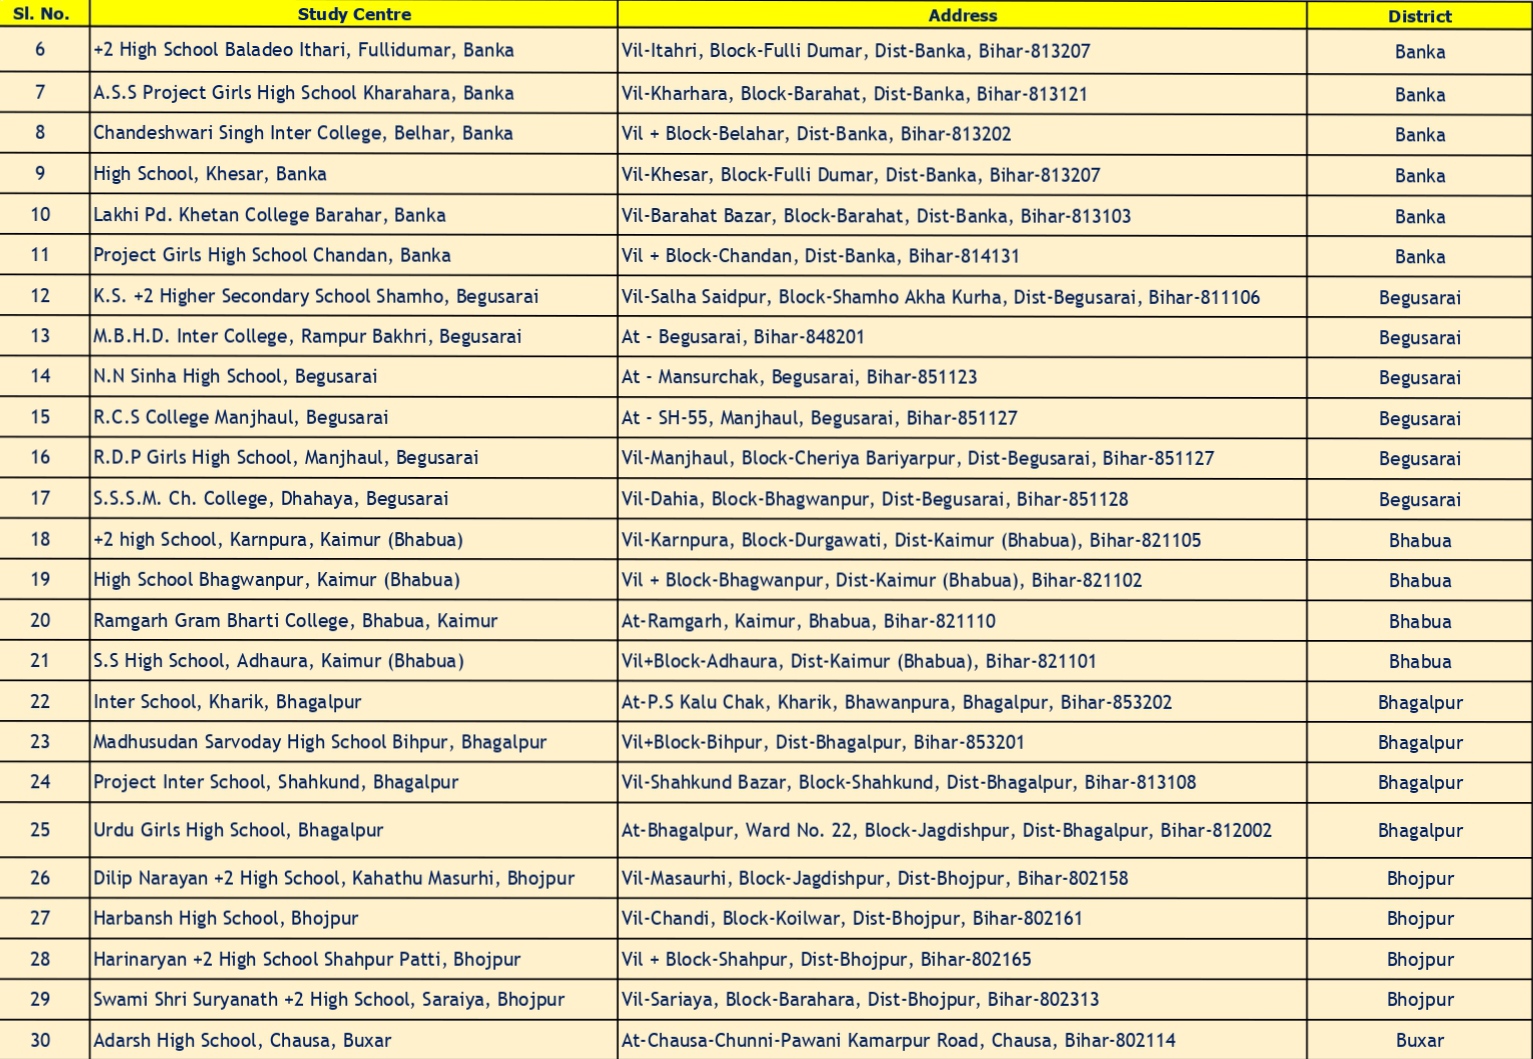 Sl. No. Study Centre Address District
6 +2 High School Baladeo Ithari, Fullidumar, Banka Vil-Itahri, Block-Fulli Dumar, Dist-Banka, Bihar-813207 Banka
7 A.S.S Project Girls High School Kharahara, Banka Vil-Kharhara, Block-Barahat, Dist-Banka, Bihar-813121 Banka
8 Chandeshwari Singh Inter College, Belhar, Banka Vil + Block-Belahar, Dist-Banka, Bihar-813202 Banka
9 High School, Khesar, Banka Vil-Khesar, Block-Fulli Dumar, Dist-Banka, Bihar-813207 Banka
10 Lakhi Pd. Khetan College Barahar, Banka Vil-Barahat Bazar, Block-Barahat, Dist-Banka, Bihar-813103 Banka
11 Project Girls High School Chandan, Banka Vil + Block-Chandan, Dist-Banka, Bihar-814131 Banka
12 K.S. +2 Higher Secondary School Shamho, Begusarai Vil-Salha Saidpur, Block-Shamho Akha Kurha, Dist-Begusarai, Bihar-811106 Begusarai
13 M.B.H.D. Inter College, Rampur Bakhri, Begusarai At - Begusarai, Bihar-848201 Begusarai
14 N.N Sinha High School, Begusarai At - Mansurchak, Begusarai, Bihar-851123 Begusarai
15 R.C.S College Manjhaul, Begusarai At - SH-55, Manjhaul, Begusarai, Bihar-851127 Begusarai
16 R.D.P Girls High School, Manjhaul, Begusarai Vil-Manjhaul, Block-Cheriya Bariyarpur, Dist-Begusarai, Bihar-851127 Begusarai
17 S.S.S.M. Ch. College, Dhahaya, Begusarai Vil-Dahia, Block-Bhagwanpur, Dist-Begusarai, Bihar-851128 Begusarai
18 +2 high School, Karnpura, Kaimur (Bhabua) Vil-Karnpura, Block-Durgawati, Dist-Kaimur (Bhabua), Bihar-821105 Bhabua
19 High School Bhagwanpur, Kaimur (Bhabua) Vil + Block-Bhagwanpur, Dist-Kaimur (Bhabua), Bihar-821102 Bhabua
20 Ramgarh Gram Bharti College, Bhabua, Kaimur At-Ramgarh, Kaimur, Bhabua, Bihar-821110 Bhabua
21 S.S High School, Adhaura, Kaimur (Bhabua) Vil+Block-Adhaura, Dist-Kaimur (Bhabua), Bihar-821101 Bhabua
22 Inter School, Kharik, Bhagalpur At-P.S Kalu Chak, Kharik, Bhawanpura, Bhagalpur, Bihar-853202 Bhagalpur
23 Madhusudan Sarvoday High School Bihpur, Bhagalpur Vil+Block-Bihpur, Dist-Bhagalpur, Bihar-853201 Bhagalpur
24 Project Inter School, Shahkund, Bhagalpur Vil-Shahkund Bazar, Block-Shahkund, Dist-Bhagalpur, Bihar-813108 Bhagalpur
25 Urdu Girls High School, Bhagalpur At-Bhagalpur, Ward No. 22, Block-Jagdishpur, Dist-Bhagalpur, Bihar-812002 Bhagalpur
26 Dilip Narayan +2 High School, Kahathu Masurhi, Bhojpur Vil-Masaurhi, Block-Jagdishpur, Dist-Bhojpur, Bihar-802158 Bhojpur
27 Harbansh High School, Bhojpur Vil-Chandi, Block-Koilwar, Dist-Bhojpur, Bihar-802161 Bhojpur
28 Harinaryan +2 High School Shahpur Patti, Bhojpur Vil + Block-Shahpur, Dist-Bhojpur, Bihar-802165 Bhojpur
29 Swami Shri Suryanath +2 High School, Saraiya, Bhojpur Vil-Sariaya, Block-Barahara, Dist-Bhojpur, Bihar-802313 Bhojpur
30 Adarsh High School, Chausa, Buxar At-Chausa-Chunni-Pawani Kamarpur Road, Chausa, Bihar-802114 Buxar